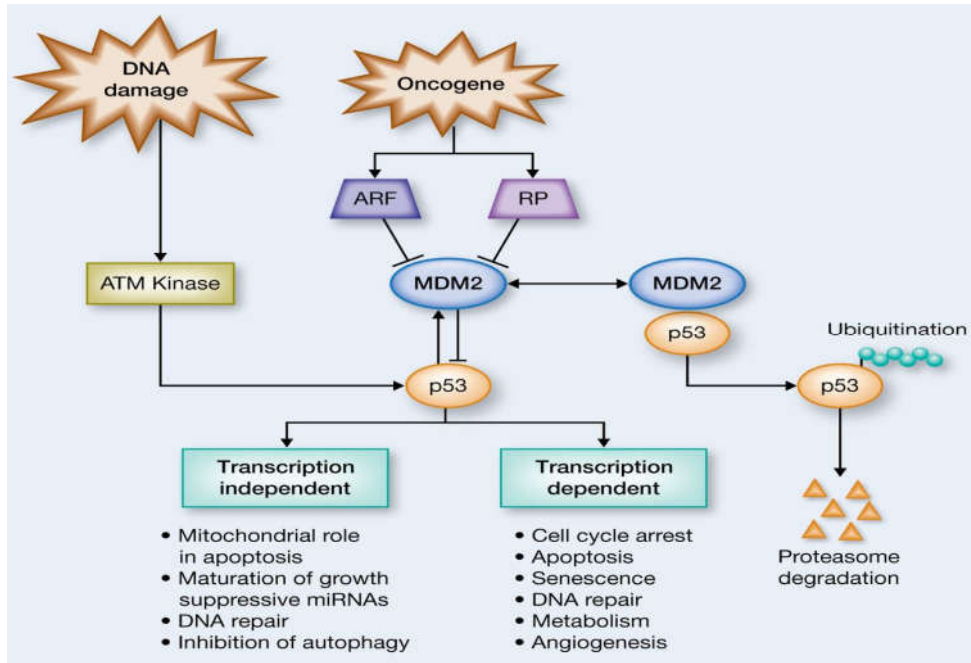 DNA
damage
Oncogene
ARF
RP
ATM Kinase
MDM2
MDM2
p53
Ubiquitination
p53
p53
Transcription
independent
Transcription
dependent
• Mitochondrial role
in apoptosis
• Maturation of growth
suppressive miRNAs
• DNA repair
• Inhibition of autophagy
• Cell cycle arrest
• Apoptosis
• Senescence
• DNA repair
• Metabolism
• Angiogenesis
Proteasome
degradation